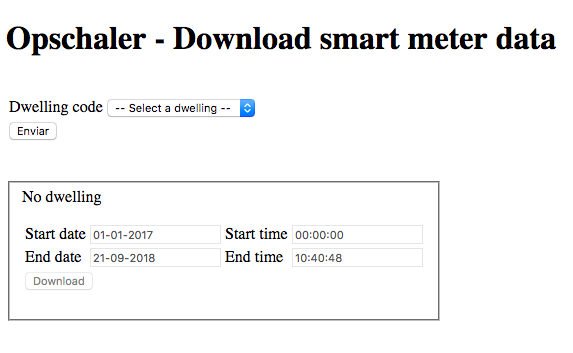 Opschaler - Download smart meter data
Dwelling code -- Select a dwelling --
Enviar
No dwelling
Start date 01-01-2017 Start time 00:00:00
End date 21-09-2018 End time 10:40:48
Download